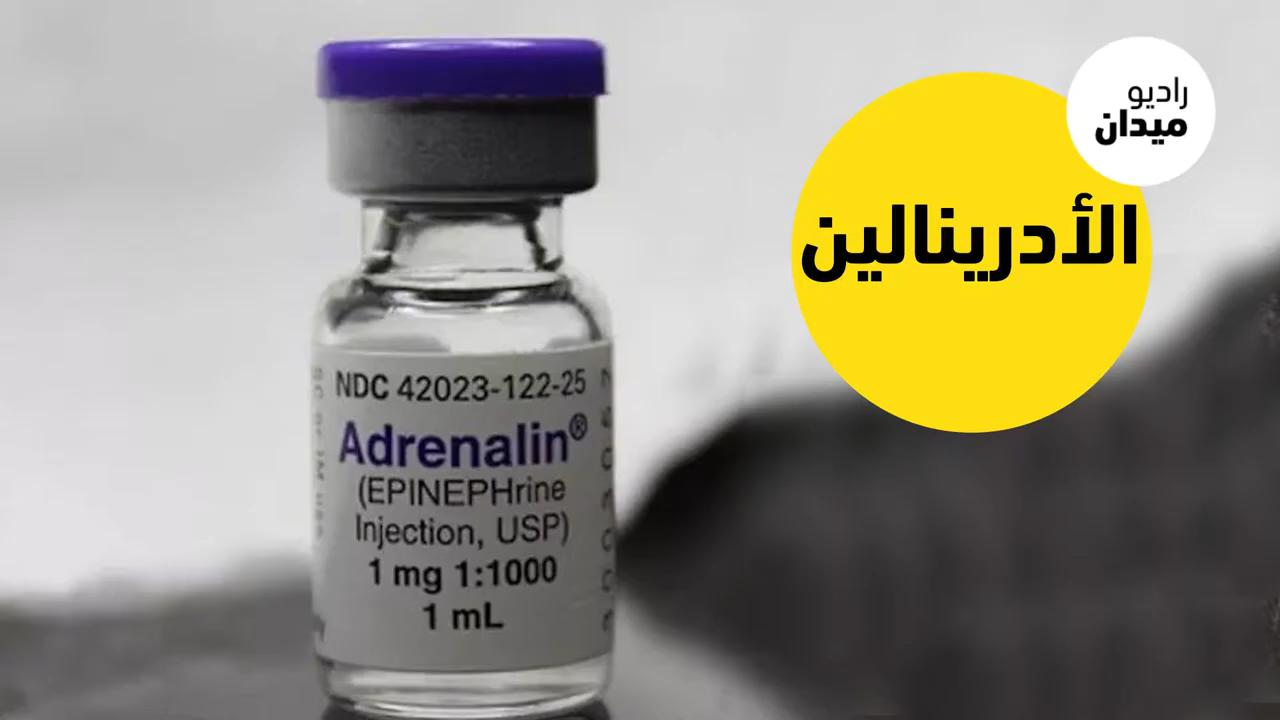 راديو
ميدان
الأدرينالين
NDC 42023-122-25
Adrenalin®
(EPINEPHrine
Injection, USP)
1 mg 1:1000
1 mL